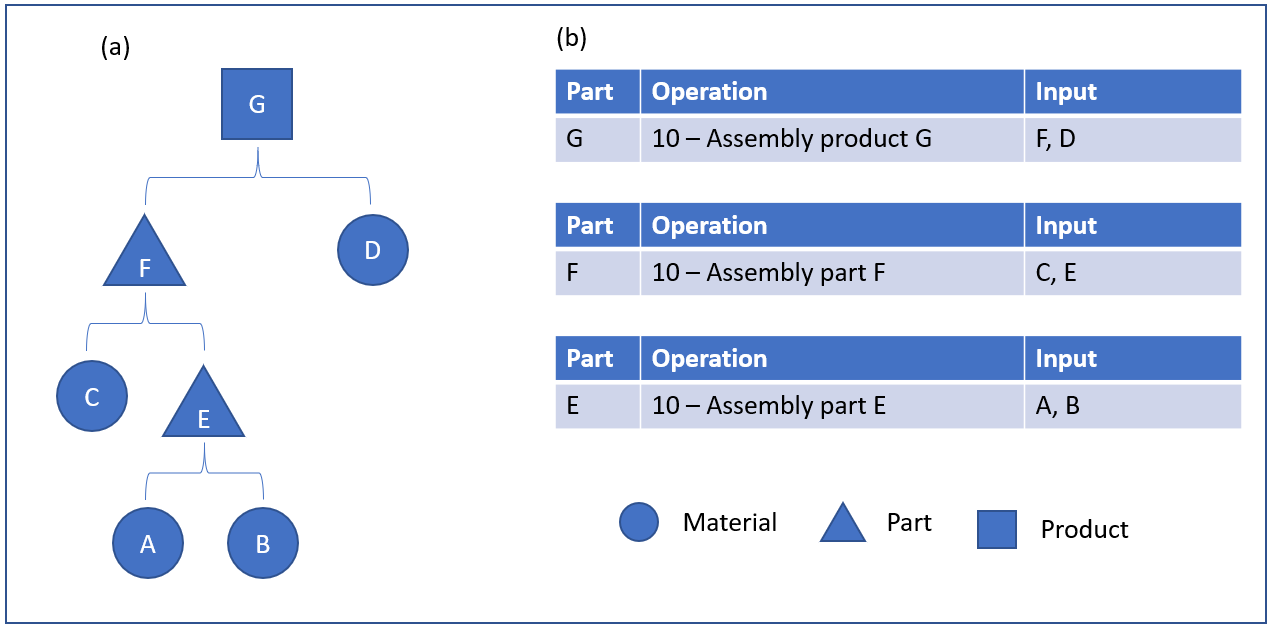 (a)
G
F
D
C
E
A
B
(b)
Part Operation Input
G 10 – Assembly product G F, D
Part Operation Input
F 10 – Assembly part F C, E
Part Operation Input
E 10 – Assembly part E A, B
Material Part Product